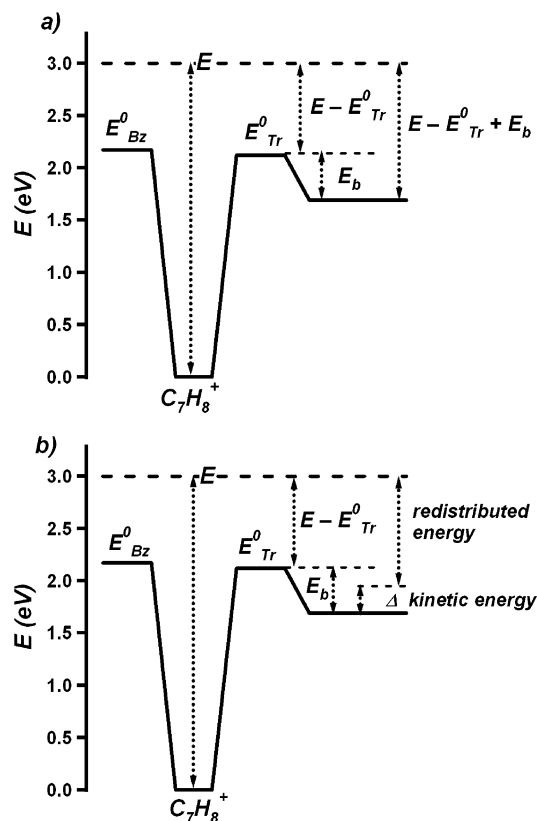 a)
3.0
E
E⁰Bz
E⁰Tr
E – E⁰Tr
E – E⁰Tr + Eb
2.5
2.0
Eb
1.5
1.0
0.5
0.0
E (eV)
C₇H₈⁺
b)
3.0
E
E⁰Bz
E⁰Tr
E – E⁰Tr
redistributed
energy
2.5
2.0
Eb
Δ kinetic energy
1.5
1.0
0.5
0.0
E (eV)
C₇H₈⁺